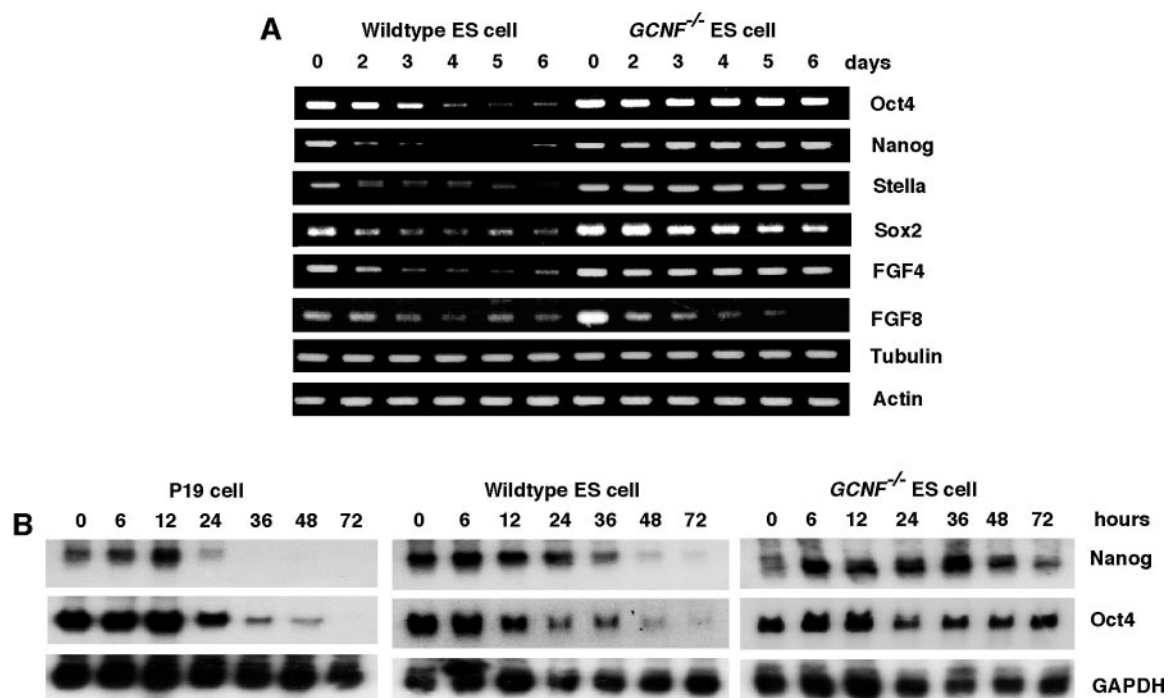 A
Wildtype ES cell GCNF-/- ES cell
0 2 3 4 5 6 0 2 3 4 5 6 days
Oct4
Nanog
Stella
Sox2
FGF4
FGF8
Tubulin
Actin
P19 cell Wildtype ES cell GCNF-/- ES cell
B 0 6 12 24 36 48 72 0 6 12 24 36 48 72 0 6 12 24 36 48 72 hours
Nanog
Oct4
GAPDH